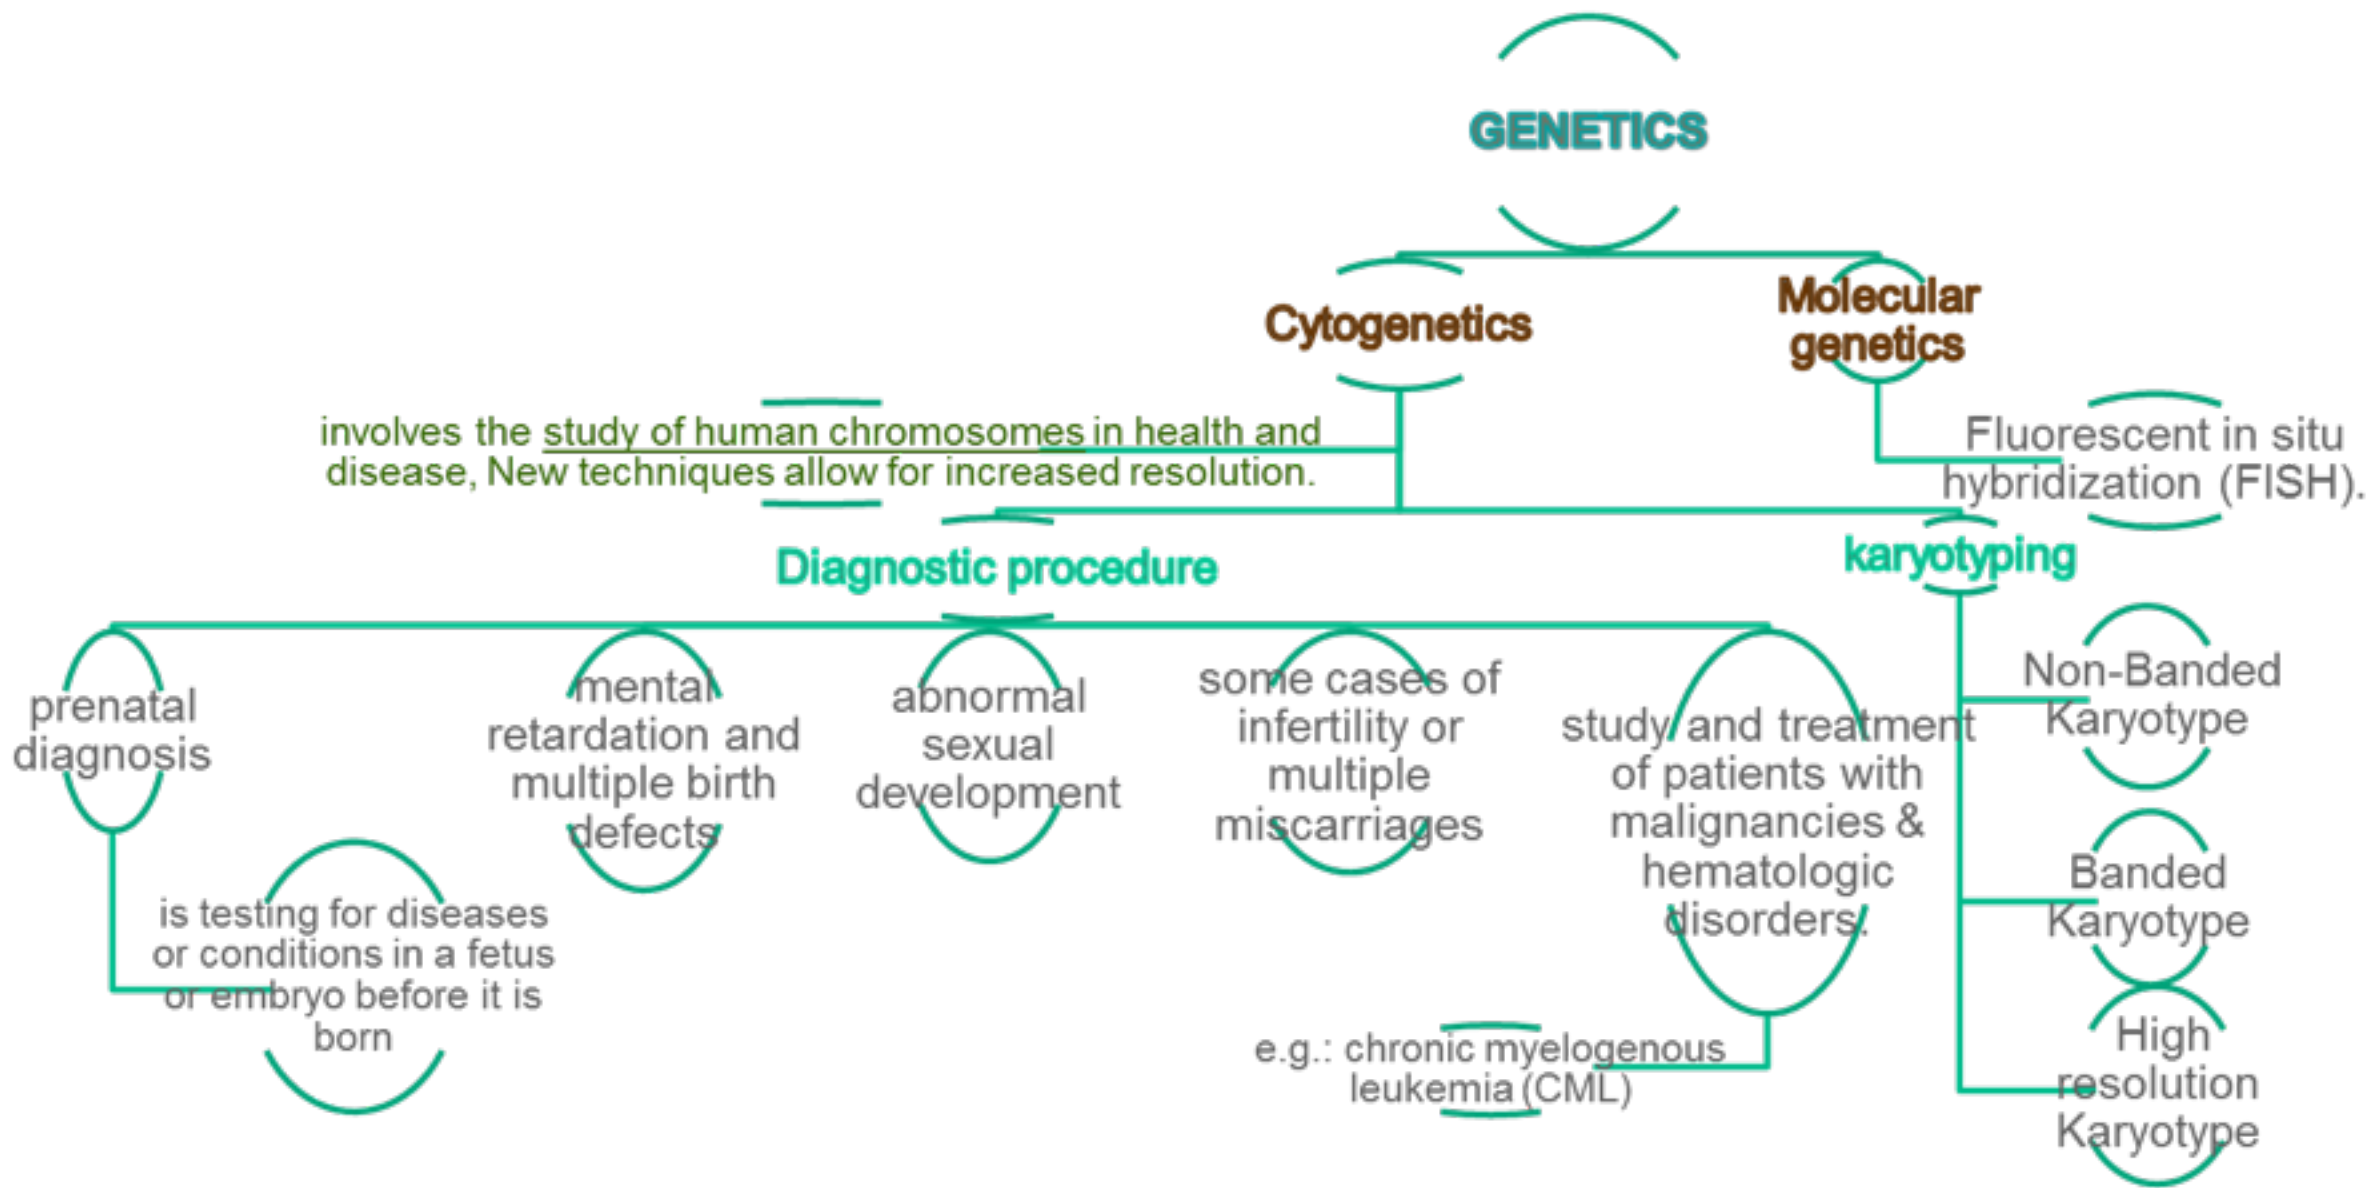 GENETICS
Cytogenetics
Molecular
genetics
involves the study of human chromosomes in health and
disease, New techniques allow for increased resolution.
Fluorescent in situ
hybridization (FISH).
Diagnostic procedure
karyotyping
prenatal
diagnosis
is testing for diseases
or conditions in a fetus
or embryo before it is
born
mental
retardation and
multiple birth
defects
abnormal
sexual
development
some cases of
infertility or
multiple
miscarriages
study and treatment
of patients with
malignancies &
hematologic
disorders.
e.g.: chronic myelogenous
leukemia (CML)
Non-Banded
Karyotype
Banded
Karyotype
High
resolution
Karyotype